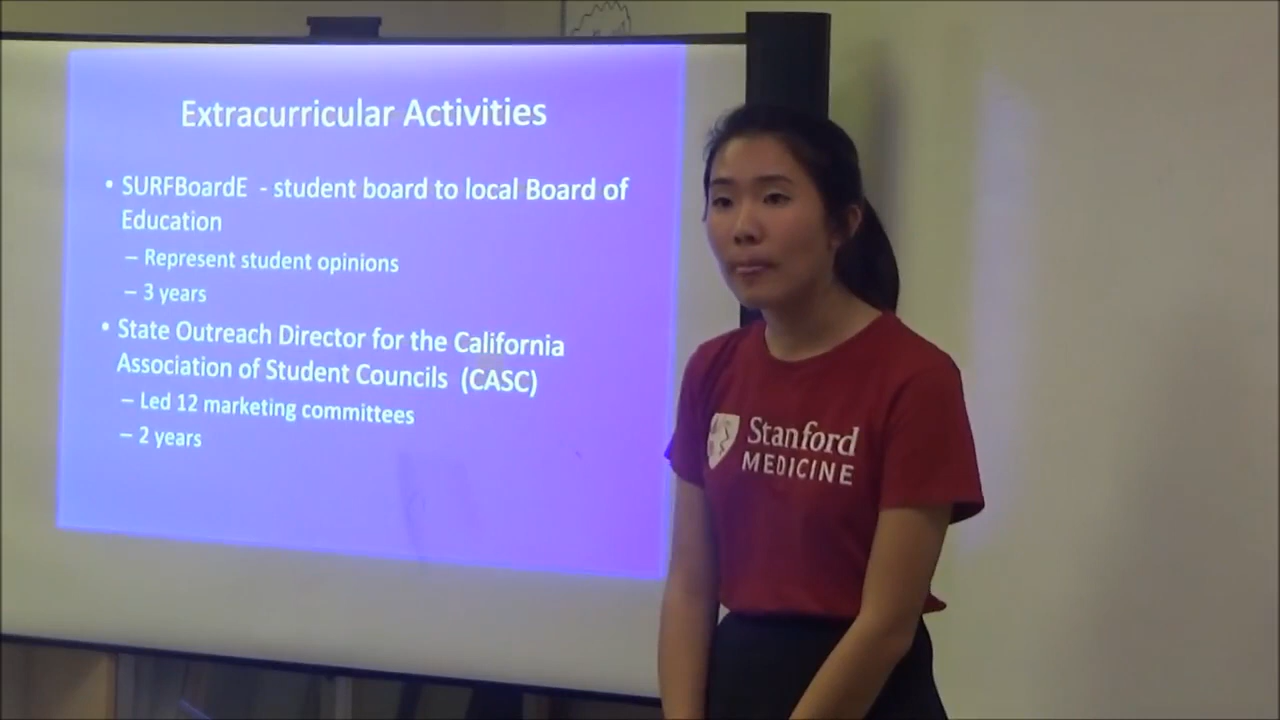 Extracurricular Activities
• SURFBoardE - student board to local Board of
Education
– Represent student opinions
– 3 years
• State Outreach Director for the California
Association of Student Councils (CASC)
– Led 12 marketing committees
– 2 years
Stanford
MEDICINE